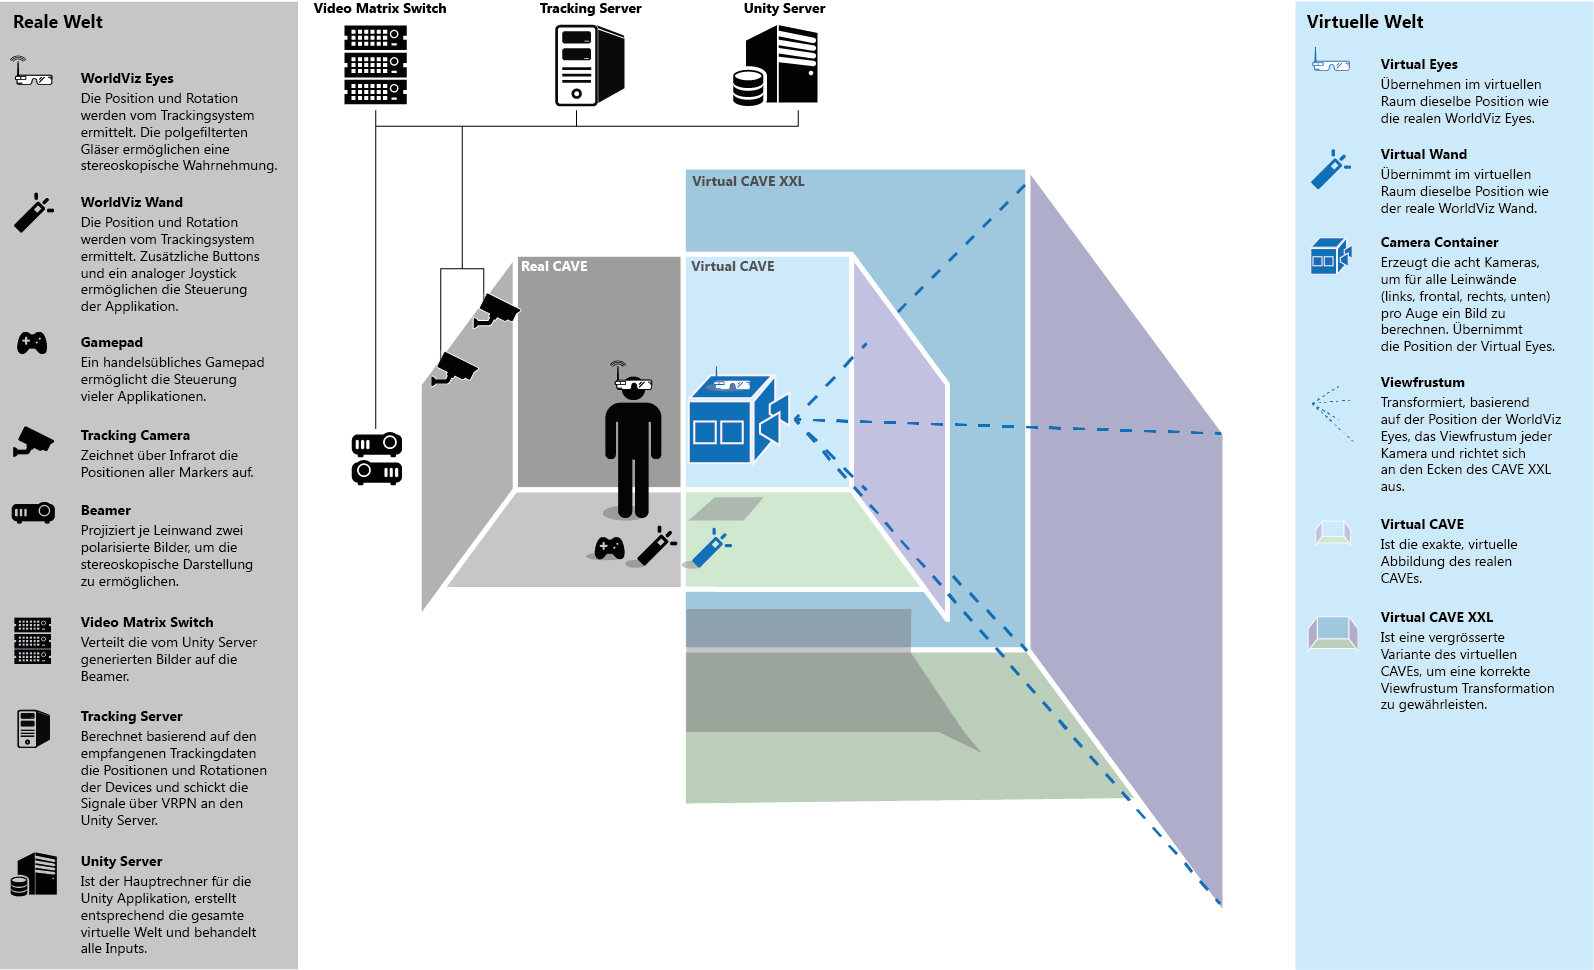 Reale Welt
WorldViz Eyes
Die Position und Rotation
werden vom Trackingsystem
ermittelt. Die polgefilterten
Gläser ermöglichen eine
stereoskopische Wahrnehmung.
WorldViz Wand
Die Position und Rotation
werden vom Trackingsystem
ermittelt. Zusätzliche Buttons
und ein analoger Joystick
ermöglichen die Steuerung
der Applikation.
Gamepad
Ein handelsübliches Gamepad
ermöglicht die Steuerung
vieler Applikationen.
Tracking Camera
Zeichnet über Infrarot die
Positionen aller Markers auf.
Beamer
Projiziert je Leinwand zwei
polarisierte Bilder, um die
stereoskopische Darstellung
zu ermöglichen.
Video Matrix Switch
Verteilt die vom Unity Server
generierten Bilder auf die
Beamer.
Tracking Server
Berechnet basierend auf den
empfangenen Trackingdaten
die Positionen und Rotationen
der Devices und schickt die
Signale über VRPN an den
Unity Server.
Unity Server
Ist der Hauptrechner für die
Unity Applikation, erstellt
entsprechend die gesamte
virtuelle Welt und behandelt
alle Inputs.
Video Matrix Switch
Tracking Server
Unity Server
Virtual CAVE XXL
Real CAVE
Virtual CAVE
Virtuelle Welt
Virtual Eyes
Übernehmen im virtuellen
Raum dieselbe Position wie
die realen WorldViz Eyes.
Virtual Wand
Übernimmt im virtuellen
Raum dieselbe Position wie
der reale WorldViz Wand.
Camera Container
Erzeugt die acht Kameras,
um für alle Leinwände
(links, frontal, rechts, unten)
pro Auge ein Bild zu
berechnen. Übernimmt
die Position der Virtual Eyes.
Viewfrustum
Transformiert, basierend
auf der Position der WorldViz
Eyes, das Viewfrustum jeder
Kamera und richtet sich
an den Ecken des CAVE XXL
aus.
Virtual CAVE
Ist die exakte, virtuelle
Abbildung des realen
CAVEs.
Virtual CAVE XXL
Ist eine vergrösserte
Variante des virtuellen
CAVEs, um eine korrekte
Viewfrustum Transformation
zu gewährleisten.